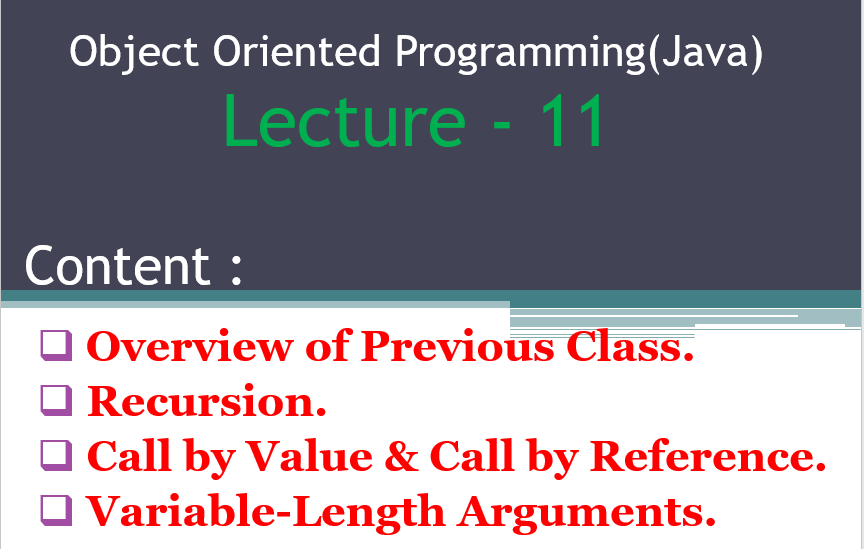 Object Oriented Programming(Java)
Lecture - 11
Content :
Overview of Previous Class.
Recursion.
Call by Value & Call by Reference.
Variable-Length Arguments.